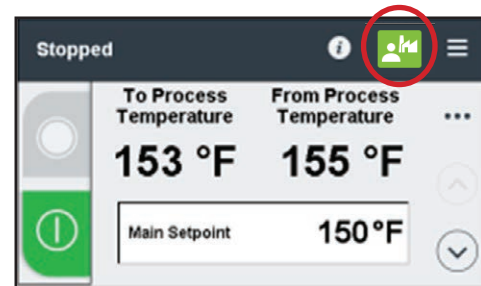 Stopped
To Process From Process
Temperature Temperature
153 °F 155 °F
Main Setpoint 150°F